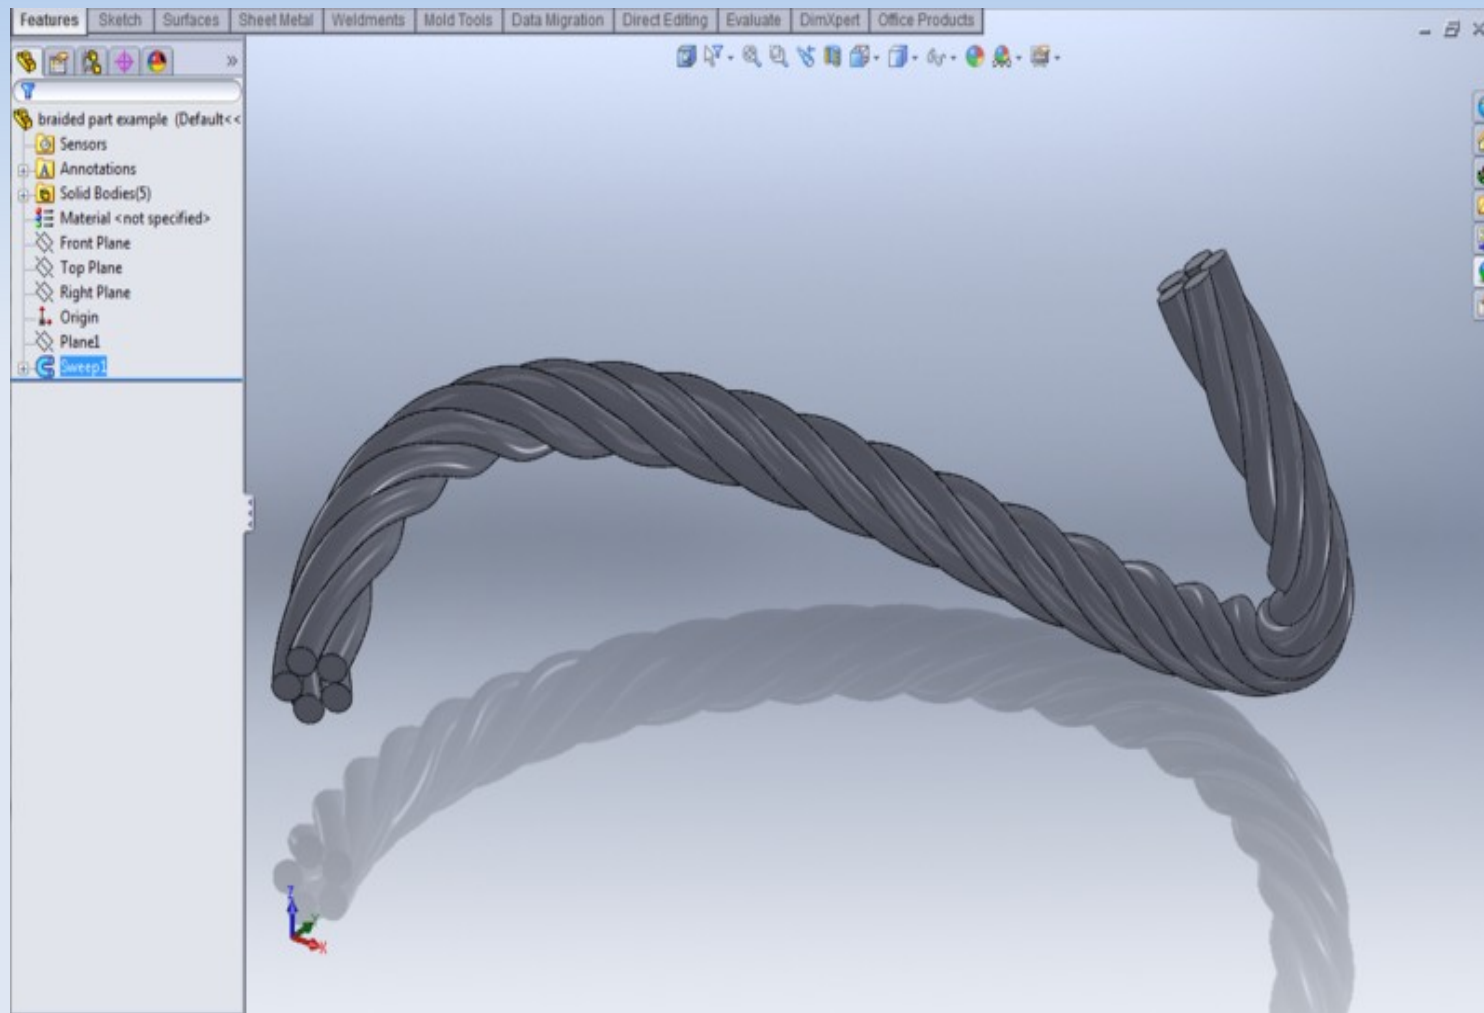 Features Sketch Surfaces Sheet Metal Weldments Mold Tools Data Migration Direct Editing Evaluate DimXpert Office Products
braided part example (Default<<
Sensors
Annotations
Solid Bodies(5)
Material <not specified>
Front Plane
Top Plane
Right Plane
Origin
Plane1
Sweep1
Z
Y
X